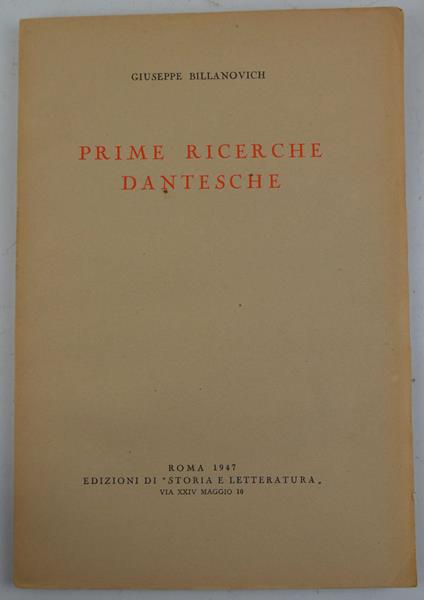 GIUSEPPE BILLANOVICH
PRIME RICERCHE
DANTESCHE
ROMA 1947
EDIZIONI DI "STORIA E LETTERATURA„
VIA XXIV MAGGIO 10